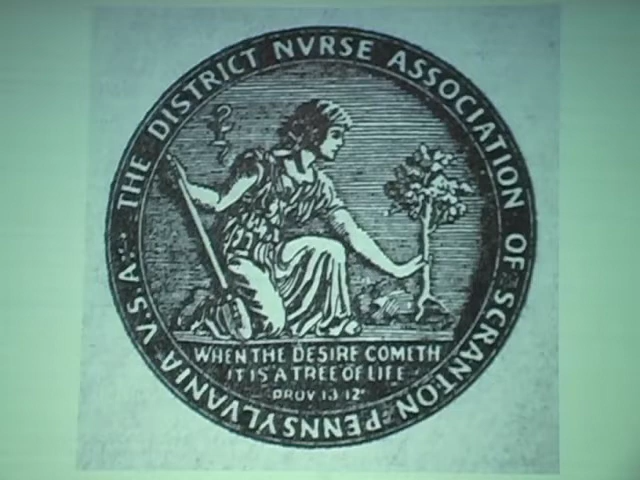 THE DISTRICT NVRSE ASSOCIATION OF SCRANTON PENNSYLVANIA V.S.A.
WHEN THE DESIRE COMETH
IT IS A TREE OF LIFE
PROV 13 12